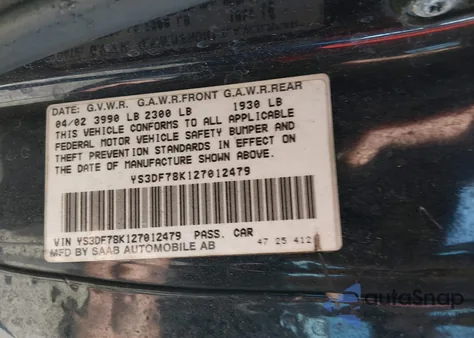 DATE: G.V.W.R. G.A.W.R.FRONT G.A.W.R.REAR
04/02 3990 LB 2300 LB 1930 LB
THIS VEHICLE CONFORMS TO ALL APPLICABLE
FEDERAL MOTOR VEHICLE SAFETY BUMPER AND
THEFT PREVENTION STANDARDS IN EFFECT ON
THE DATE OF MANUFACTURE SHOWN ABOVE.
YS3DF78K127012479
VIN YS3DF78K127012479 PASS. CAR
MFD BY SAAB AUTOMOBILE AB 47 25 412
autoSnap